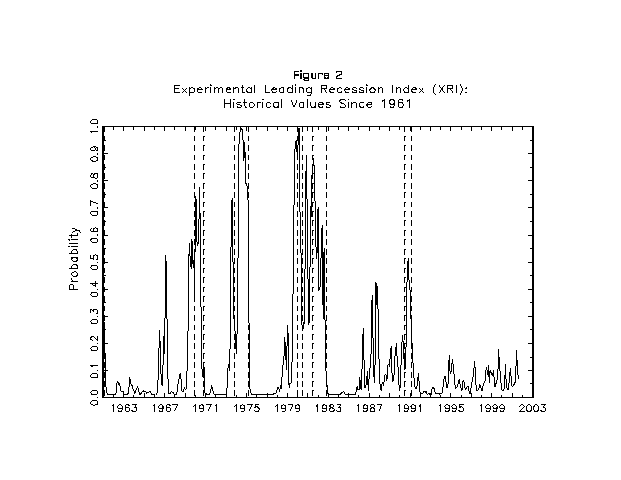 Figure 2
Experimental Leading Recession Index (XRI):
Historical Values Since 1961
Probability
1.0
0.9
0.8
0.7
0.6
0.5
0.4
0.3
0.2
0.1
0.0
1963 1967 1971 1975 1979 1983 1987 1991 1995 1999 2003